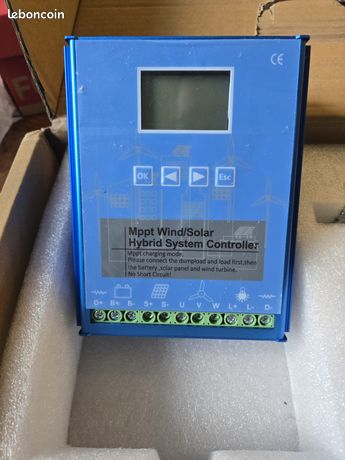 leboncoin
F
CE
OK
Esc
Mppt Wind/Solar
Hybrid System Controller
Mppt charging mode.
Please connect the dumpload and load first,then
the battery ,solar panel and wind turbine.
No Short Circuit!
D+ B+ B- S+ S- U V W L+ L- D-